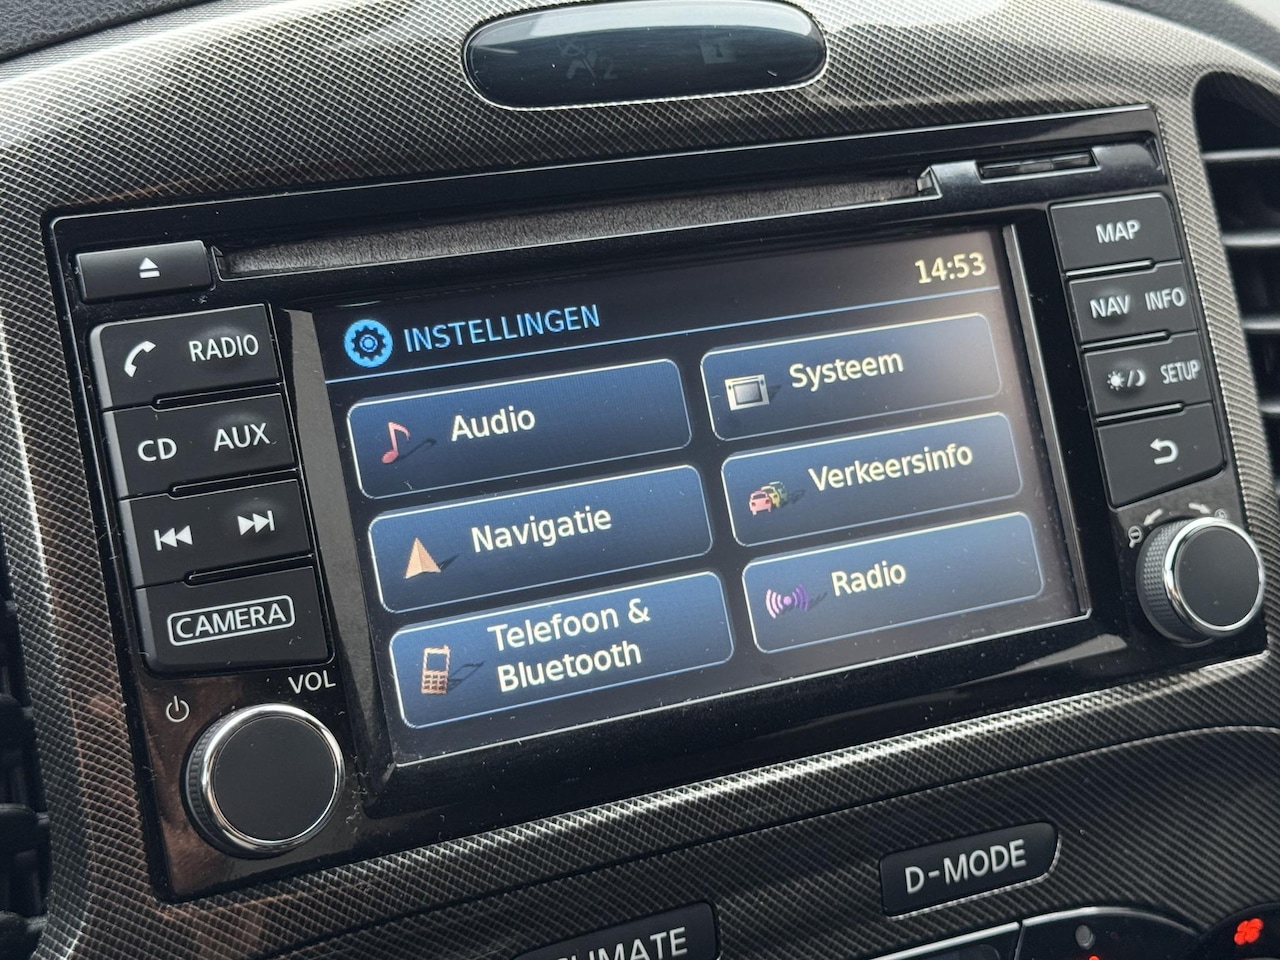 14:53
INSTELLINGEN
Audio
Systeem
Navigatie
Verkeersinfo
Telefoon &
Bluetooth
Radio
RADIO
CD AUX
CAMERA
VOL
MAP
NAV INFO
SETUP
D-MODE